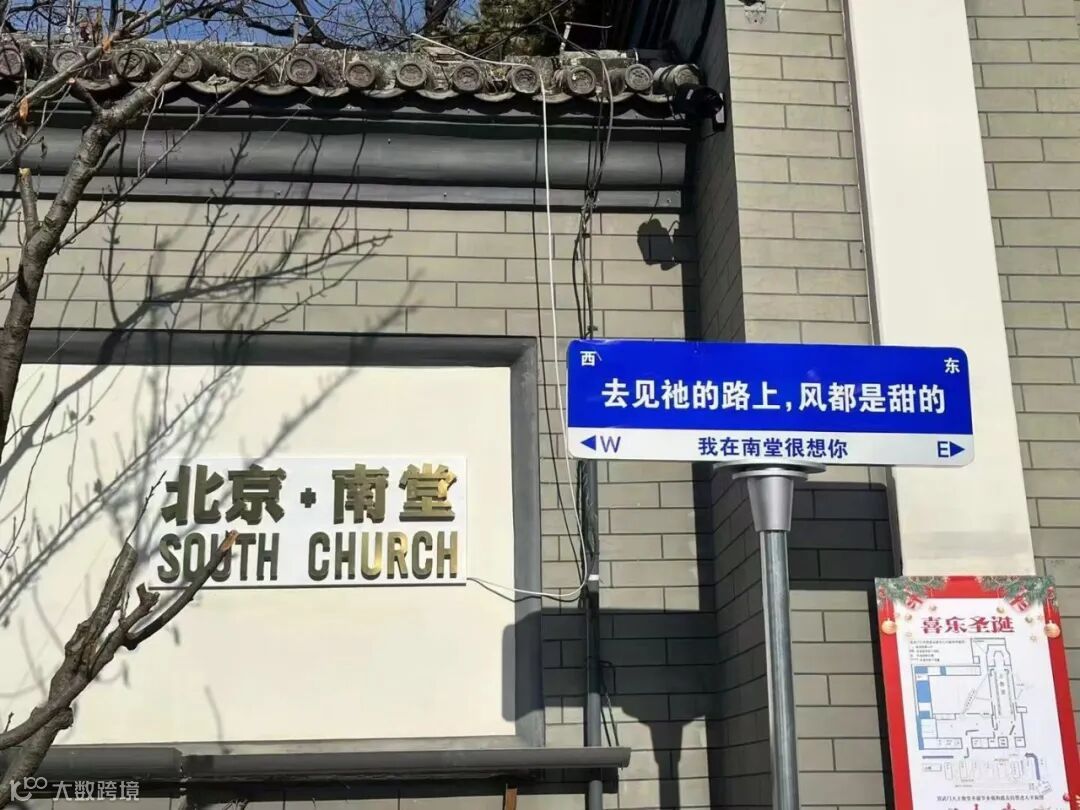 西 东
去见祂的路上,风都是甜的
W 我在南堂很想你 E
北京·南堂
SOUTH CHURCH
喜乐圣诞
大数跨境